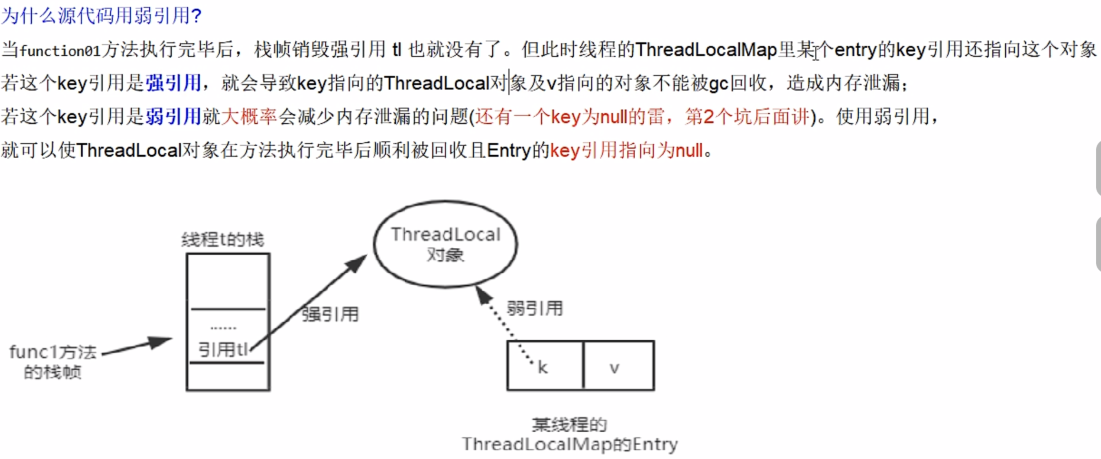 为什么源代码用弱引用?
当function01方法执行完毕后，栈帧销毁强引用 tl 也就没有了。但此时线程的ThreadLocalMap里某个entry的key引用还指向这个对象
若这个key引用是强引用，就会导致key指向的ThreadLocal对象及v指向的对象不能被gc回收，造成内存泄漏；
若这个key引用是弱引用就大概率会减少内存泄漏的问题(还有一个key为null的雷，第2个坑后面讲)。使用弱引用，
就可以使ThreadLocal对象在方法执行完毕后顺利被回收且Entry的key引用指向为null。
线程t的栈
ThreadLocal
对象
强引用
弱引用
......
引用tl
func1方法
的栈帧
k
v
某线程的
ThreadLocalMap的Entry